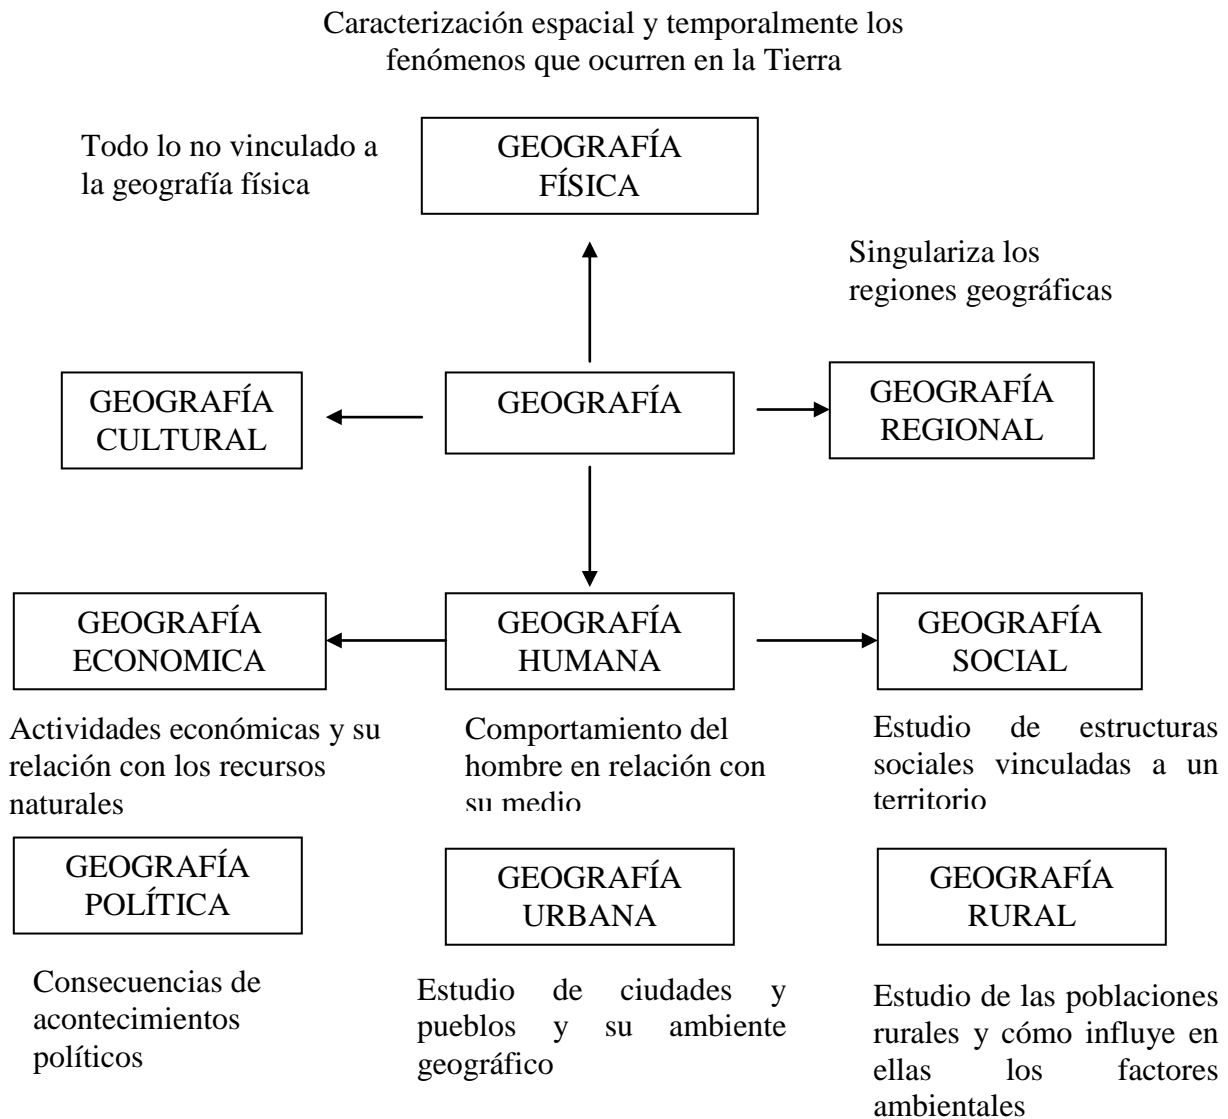 Caracterización espacial y temporalmente los
fenómenos que ocurren en la Tierra
Todo lo no vinculado a
la geografía física
GEOGRAFÍA
FÍSICA
Singulariza los
regiones geográficas
GEOGRAFÍA
CULTURAL
GEOGRAFÍA
GEOGRAFÍA
REGIONAL
GEOGRAFÍA
ECONOMICA
GEOGRAFÍA
HUMANA
GEOGRAFÍA
SOCIAL
Actividades económicas y su
relación con los recursos
naturales
Comportamiento del
hombre en relación con
su medio
Estudio de estructuras
sociales vinculadas a un
territorio
GEOGRAFÍA
POLÍTICA
GEOGRAFÍA
URBANA
GEOGRAFÍA
RURAL
Consecuencias de
acontecimientos
políticos
Estudio de ciudades y
pueblos y su ambiente
geográfico
Estudio de las poblaciones
rurales y cómo influye en
ellas los factores
ambientales